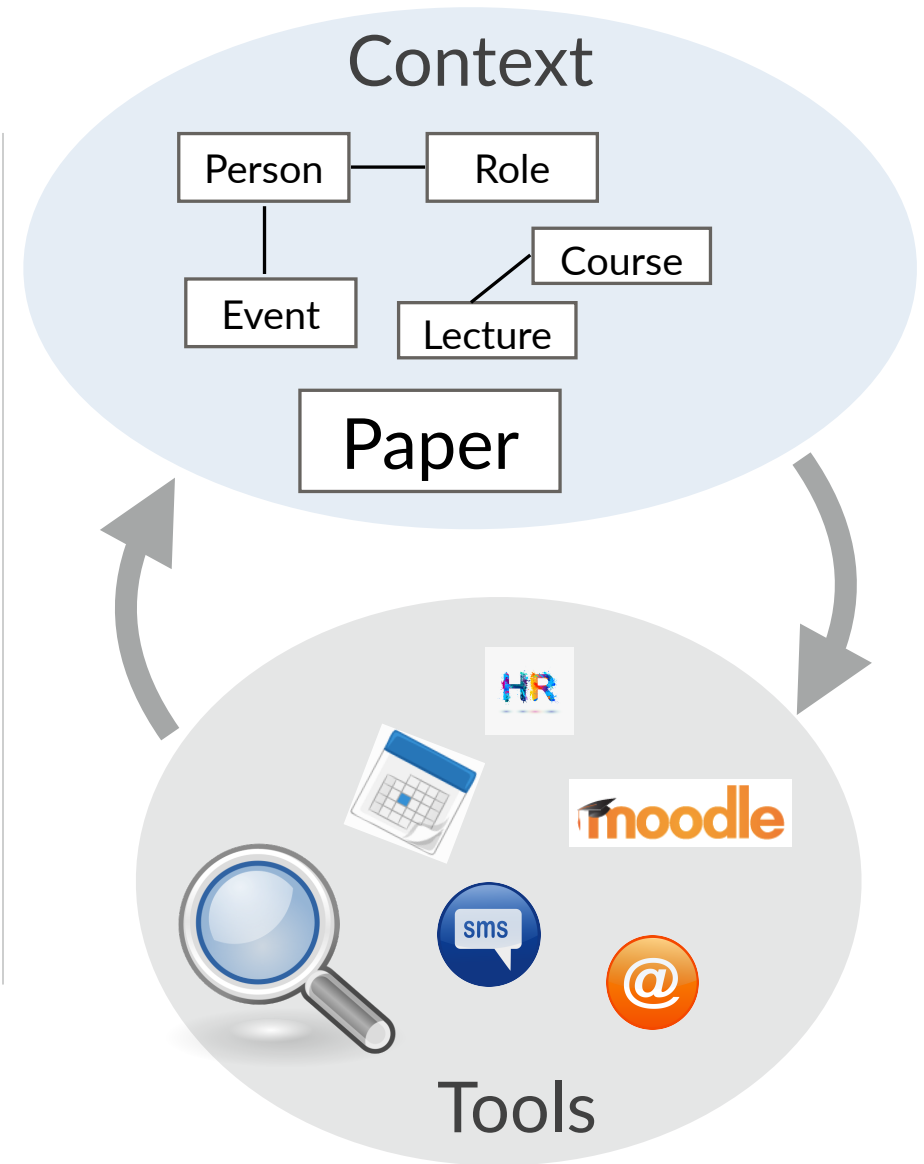 Context
Person
Role
Course
Event
Lecture
Paper
HR
moodle
sms
@
Tools